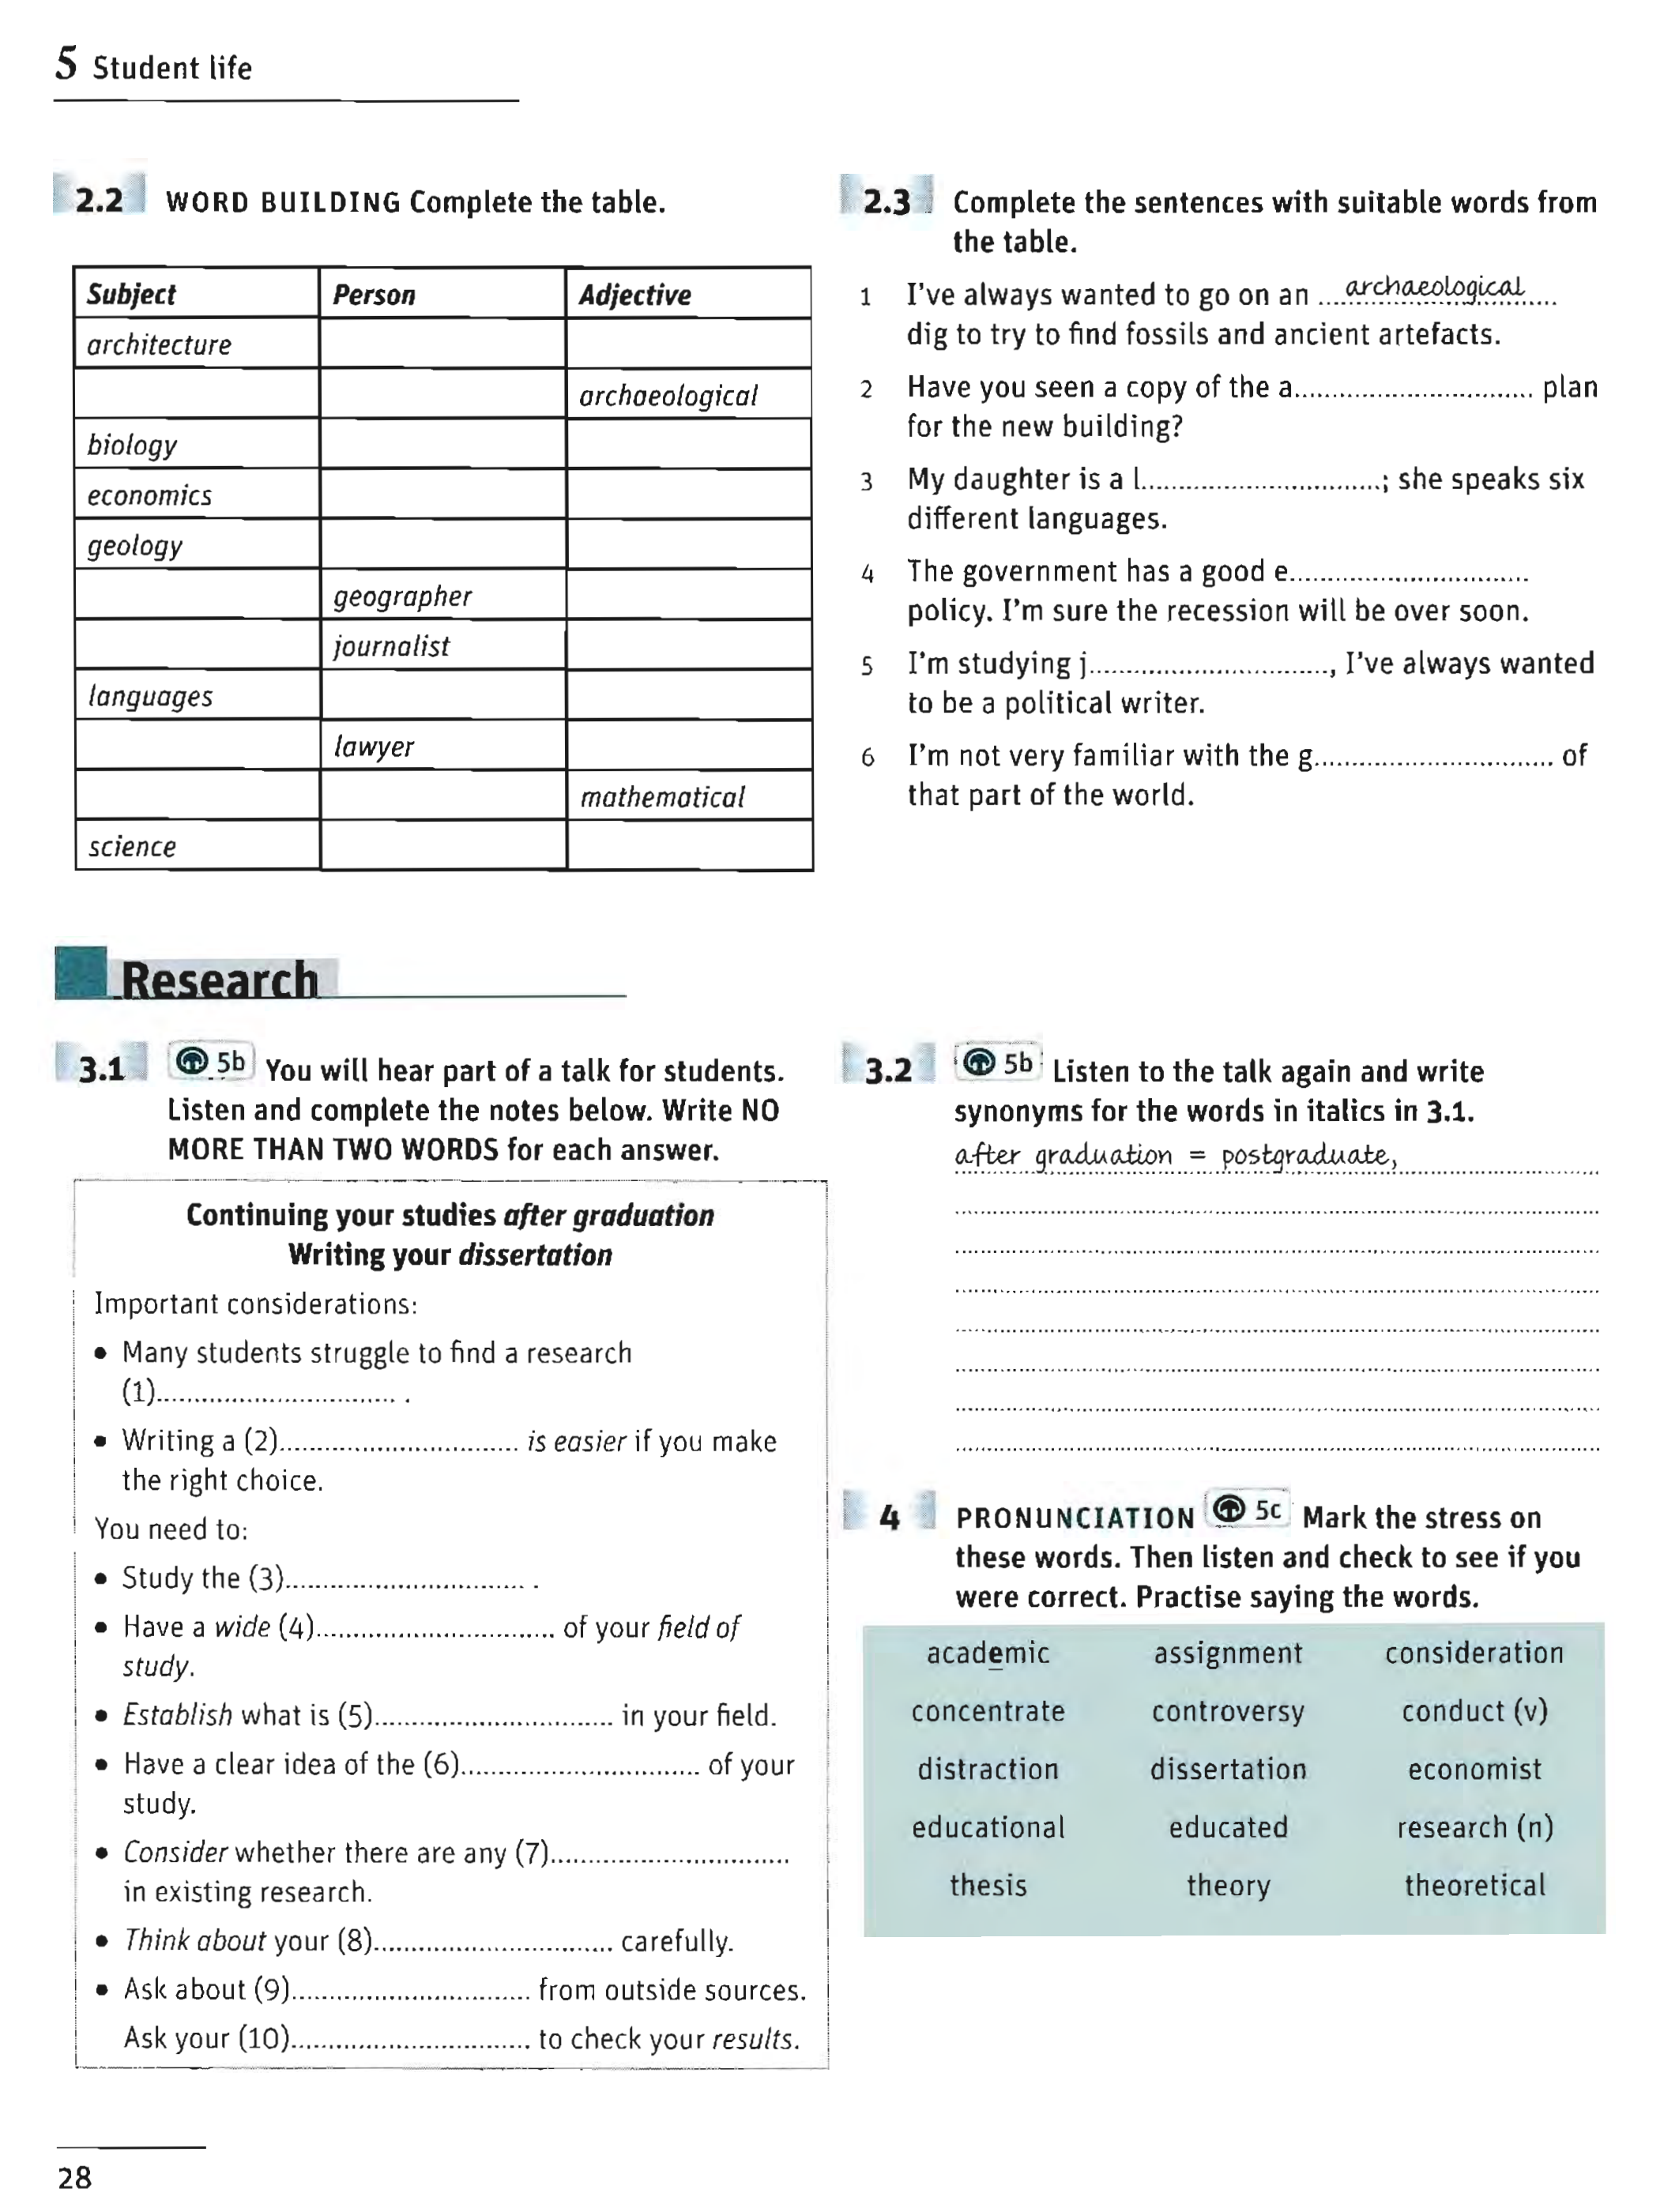 5 Student life
2.2 WORD BUILDING Complete the table.
Subject Person Adjective
architecture
archaeological
biology
economics
geology
geographer
journalist
languages
lawyer
mathematical
science
2.3 Complete the sentences with suitable words from
the table.
1 I've always wanted to go on an ...archaeological...
dig to try to find fossils and ancient artefacts.
2 Have you seen a copy of the a.............................. plan
for the new building?
3 My daughter is a l..............................; she speaks six
different languages.
4 The government has a good e..............................
policy. I'm sure the recession will be over soon.
5 I'm studying j.............................., I've always wanted
to be a political writer.
6 I'm not very familiar with the g.............................. of
that part of the world.
Research
3.1 5b You will hear part of a talk for students.
Listen and complete the notes below. Write NO
MORE THAN TWO WORDS for each answer.
Continuing your studies after graduation
Writing your dissertation
Important considerations:
• Many students struggle to find a research
(1).............................. .
• Writing a (2).............................. is easier if you make
the right choice.
You need to:
• Study the (3).............................. .
• Have a wide (4).............................. of your field of
study.
• Establish what is (5).............................. in your field.
• Have a clear idea of the (6).............................. of your
study.
• Consider whether there are any (7)..............................
in existing research.
• Think about your (8).............................. carefully.
• Ask about (9).............................. from outside sources.
Ask your (10).............................. to check your results.
3.2 5b Listen to the talk again and write
synonyms for the words in italics in 3.1.
after graduation = postgraduate,
4 PRONUNCIATION 5c Mark the stress on
these words. Then listen and check to see if you
were correct. Practise saying the words.
academic assignment consideration
concentrate controversy conduct (v)
distraction dissertation economist
educational educated research (n)
thesis theory theoretical
28